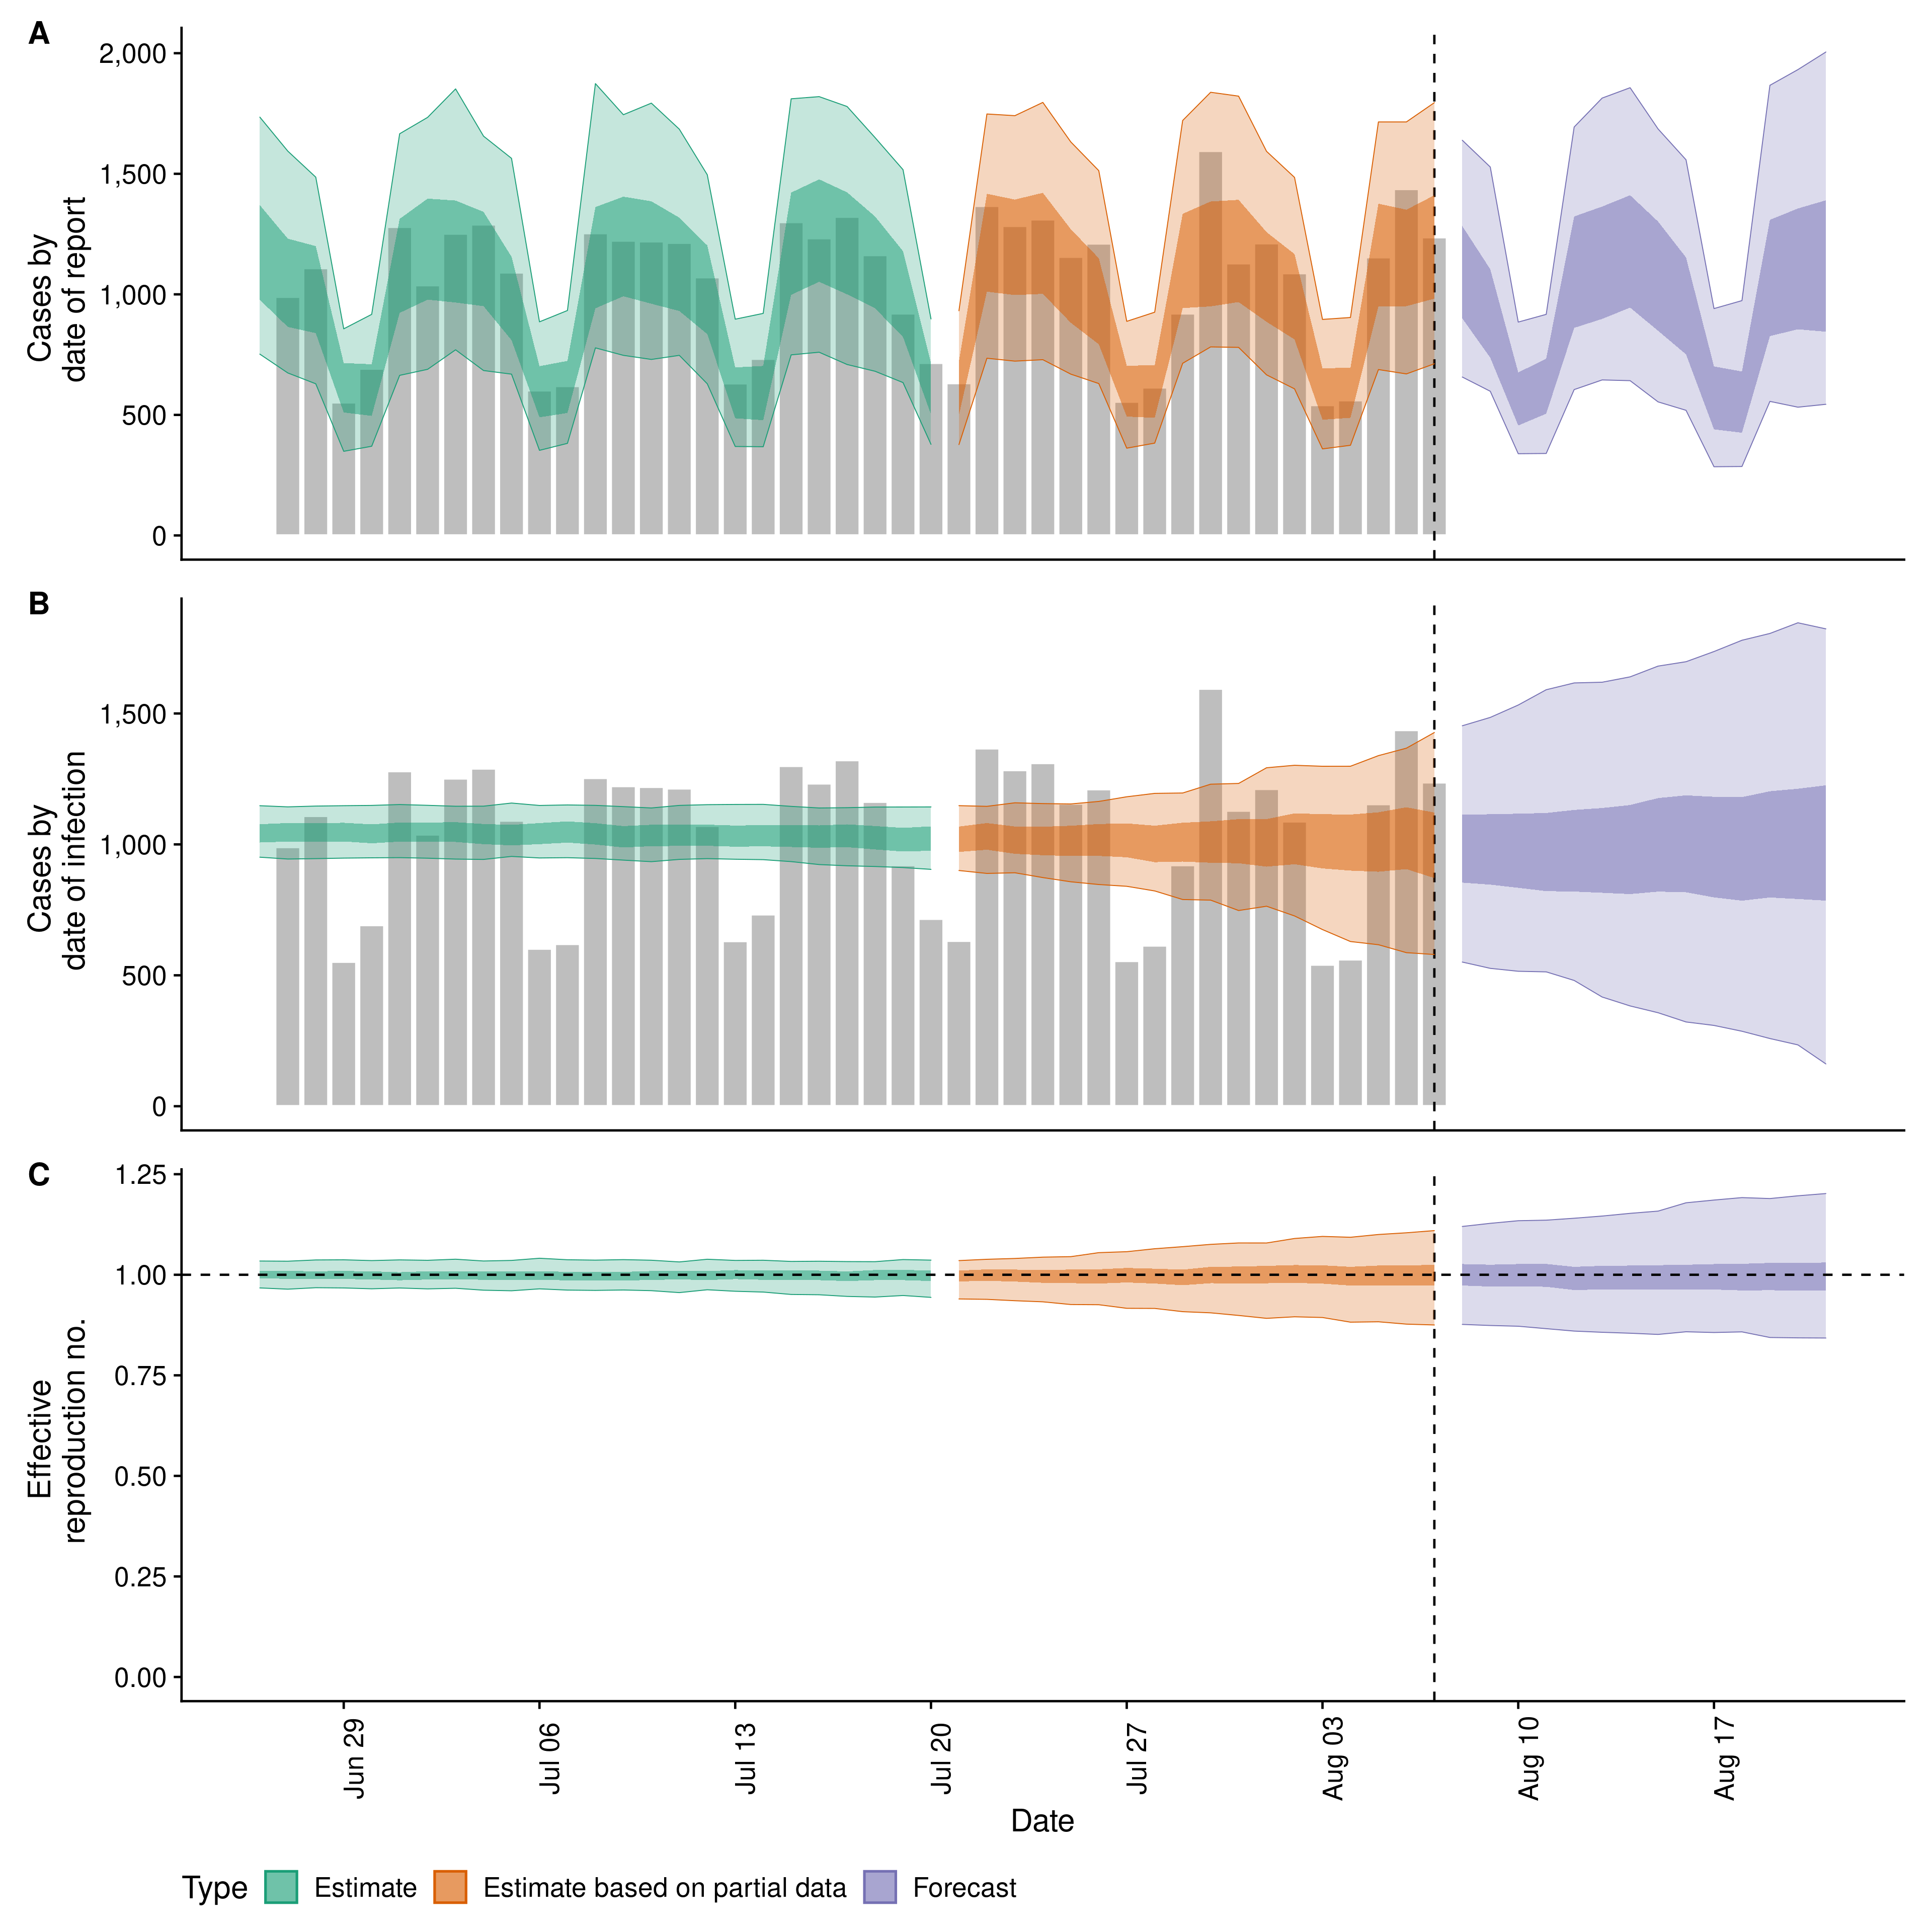 A
Cases by
date of report
2,000
1,500
1,000
500
0
B
Cases by
date of infection
1,500
1,000
500
0
C
Effective
reproduction no.
1.25
1.00
0.75
0.50
0.25
0.00
Jun 29
Jul 06
Jul 13
Jul 20
Jul 27
Aug 03
Aug 10
Aug 17
Date
Type Estimate Estimate based on partial data Forecast